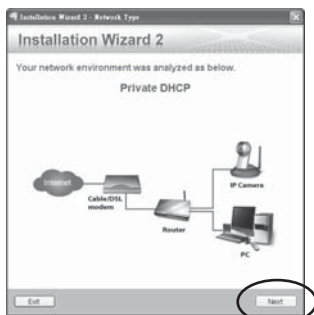 Installation Wizard 2 - Network Type
Installation Wizard 2
Your network environment was analyzed as below.
Private DHCP
Internet
Cable/DSL
modem
IP Camera
Router
PC
Exit
Next